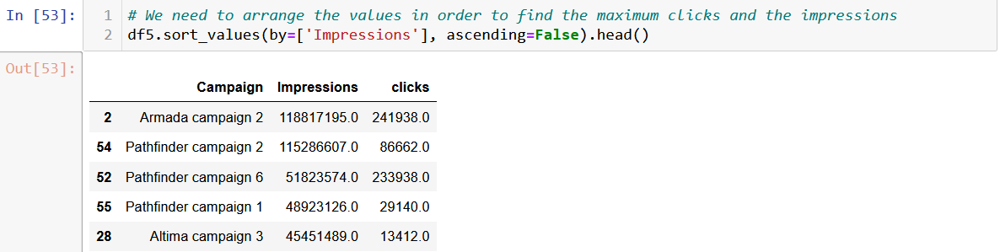 In [53]:
1 # We need to arrange the values in order to find the maximum clicks and the impressions
2 df5.sort_values(by=['Impressions'], ascending=False).head()
Out[53]:
Campaign Impressions clicks
2 Armada campaign 2 118817195.0 241938.0
54 Pathfinder campaign 2 115286607.0 86662.0
52 Pathfinder campaign 6 51823574.0 233938.0
55 Pathfinder campaign 1 48923126.0 29140.0
28 Altima campaign 3 45451489.0 13412.0